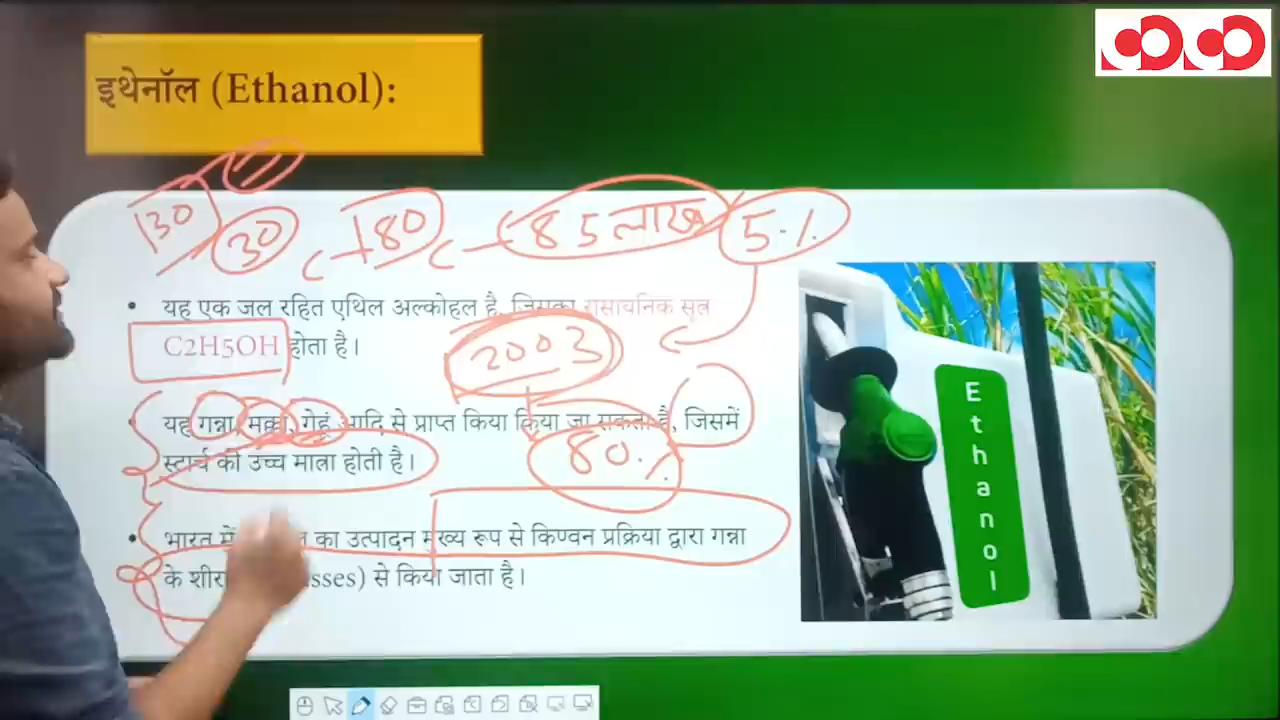 इथेनॉल (Ethanol):
130 30 180 85 लाख 5%
यह एक जल रहित एथिल अल्कोहल है, जिसका रासायनिक सूत्र
C2H5OH होता है।
2003
यह गन्ना, मक्का, गेहूं आदि से प्राप्त किया किया जा सकता है, जिसमें
स्टार्च की उच्च मात्रा होती है।
80%
भारत में का उत्पादन मुख्य रूप से किण्वन प्रक्रिया द्वारा गन्ना
के से किया जाता है।
Ethanol